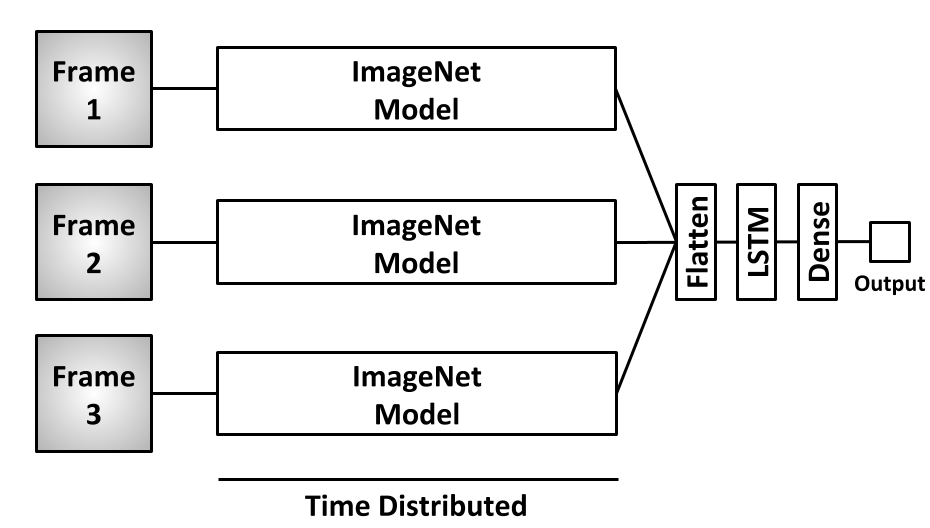 Frame
1
ImageNet
Model
Frame
2
ImageNet
Model
Frame
3
ImageNet
Model
Flatten
LSTM
Dense
Output
Time Distributed